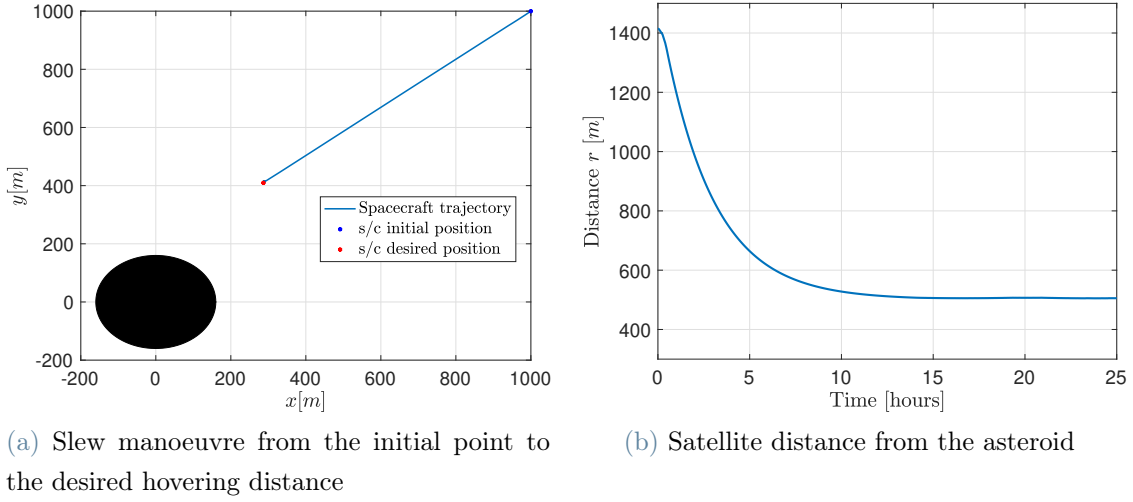 1000
800
600
400
200
0
-200
y[m]
-200
0
200
400
600
800
1000
x[m]
Spacecraft trajectory
s/c initial position
s/c desired position
1400
1200
1000
800
600
400
Distance r [m]
0
5
10
15
20
25
Time [hours]
(a) Slew manoeuvre from the initial point to
the desired hovering distance
(b) Satellite distance from the asteroid